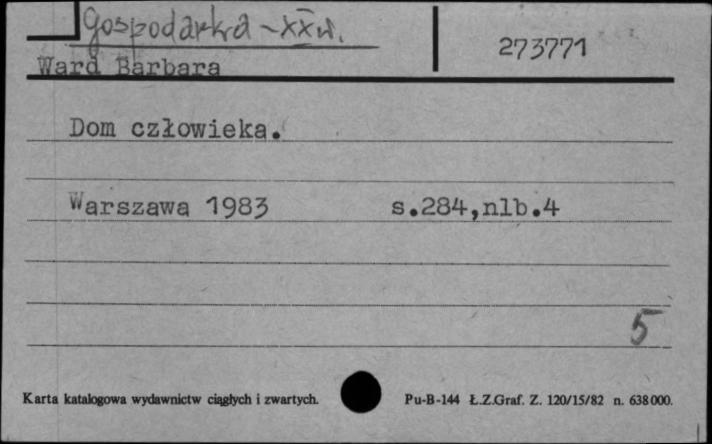 Gospodarka - XX w.
273771
Ward Barbara
Dom człowieka.
Warszawa 1983 s.284,nlb.4
5
Karta katalogowa wydawnictw ciągłych i zwartych. Pu-B-144 Ł.Z.Graf. Z. 120/15/82 n. 638000.